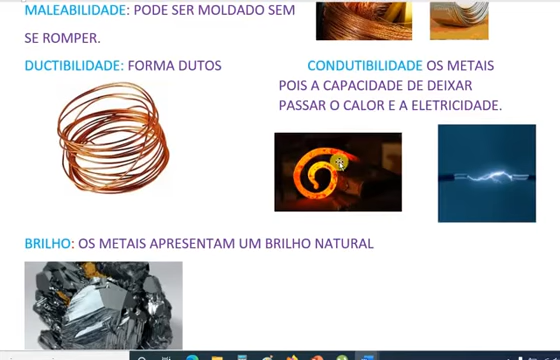 MALEABILIDADE: PODE SER MOLDADO SEM
SE ROMPER.
DUCTIBILIDADE: FORMA DUTOS
CONDUTIBILIDADE OS METAIS
POIS A CAPACIDADE DE DEIXAR
PASSAR O CALOR E A ELETRICIDADE.
BRILHO: OS METAIS APRESENTAM UM BRILHO NATURAL